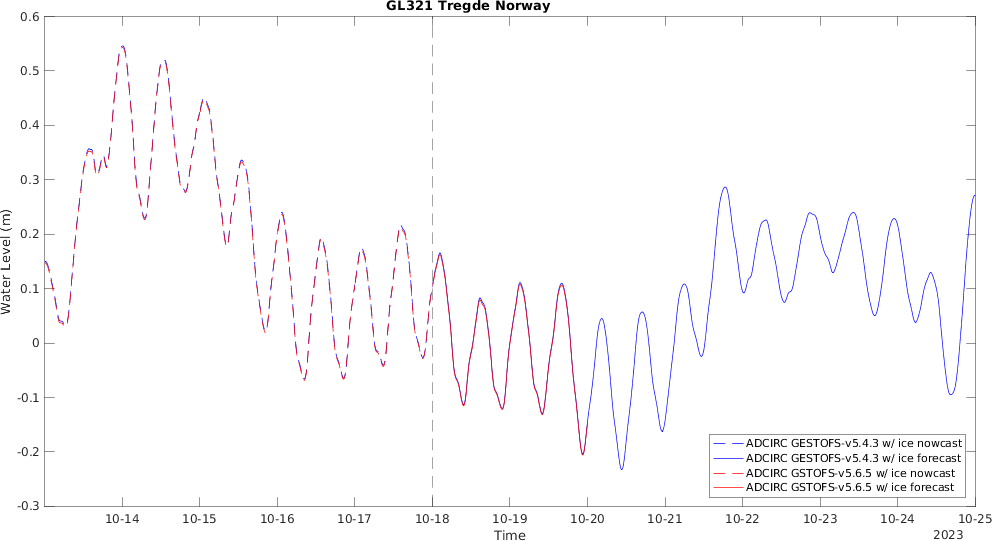 GL321 Tregde Norway
0.6
0.5
0.4
0.3
0.2
0.1
0
-0.1
-0.2
-0.3
Water Level (m)
10-14 10-15 10-16 10-17 10-18 10-19 10-20 10-21 10-22 10-23 10-24 10-25
Time
2023
ADCIRC GESTOFS-v5.4.3 w/ ice nowcast
ADCIRC GESTOFS-v5.4.3 w/ ice forecast
ADCIRC GSTOFS-v5.6.5 w/ ice nowcast
ADCIRC GSTOFS-v5.6.5 w/ ice forecast